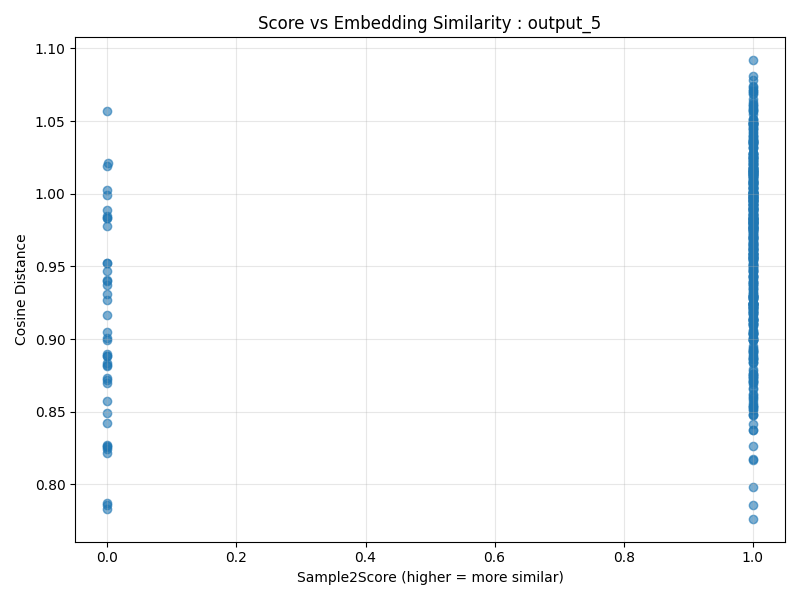 Score vs Embedding Similarity : output_5
1.10
1.05
1.00
0.95
0.90
0.85
0.80
Cosine Distance
0.0 0.2 0.4 0.6 0.8 1.0
Sample2Score (higher = more similar)